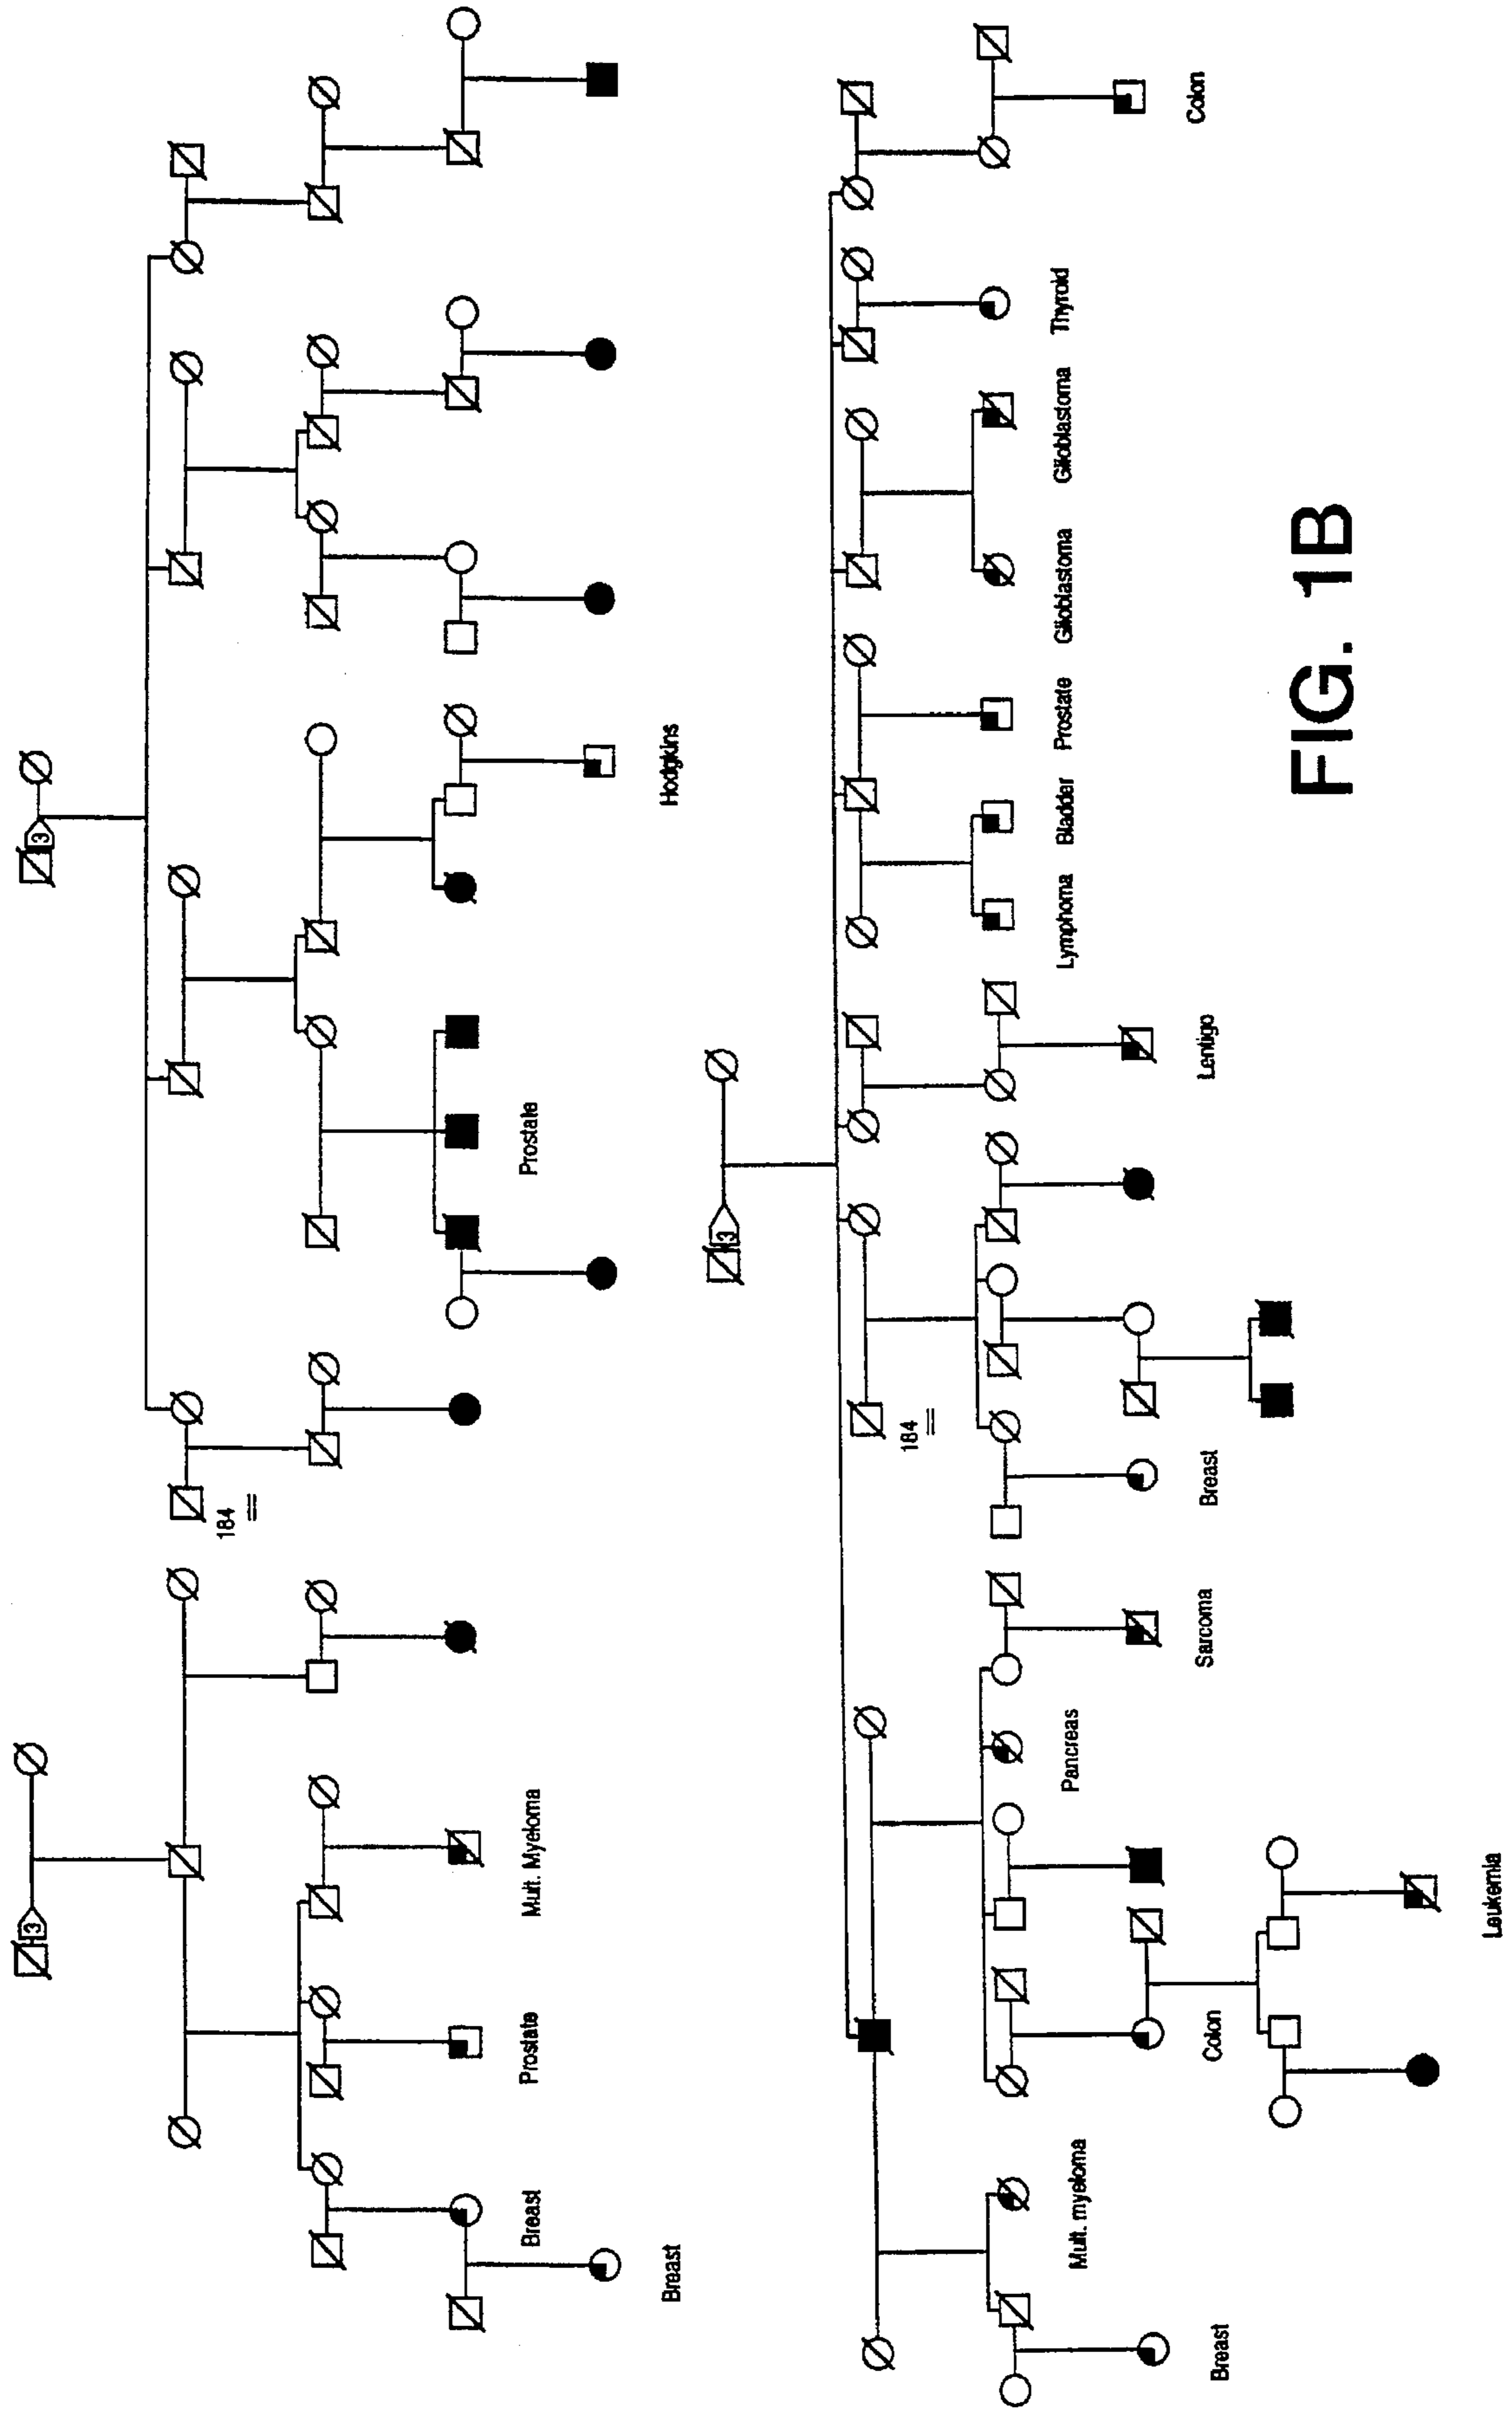 3
3
184
=
Breast
Prostate
Mult. Myeloma
Prostate
Breast
Hodgkins
3
184
=
Mult. myeloma
Pancreas
Lymphoma Bladder Prostate Glioblastoma Glioblastoma Thyroid
Breast
Colon
Sarcoma
Breast
Lentigo
Colon
Leukemia
FIG. 1B